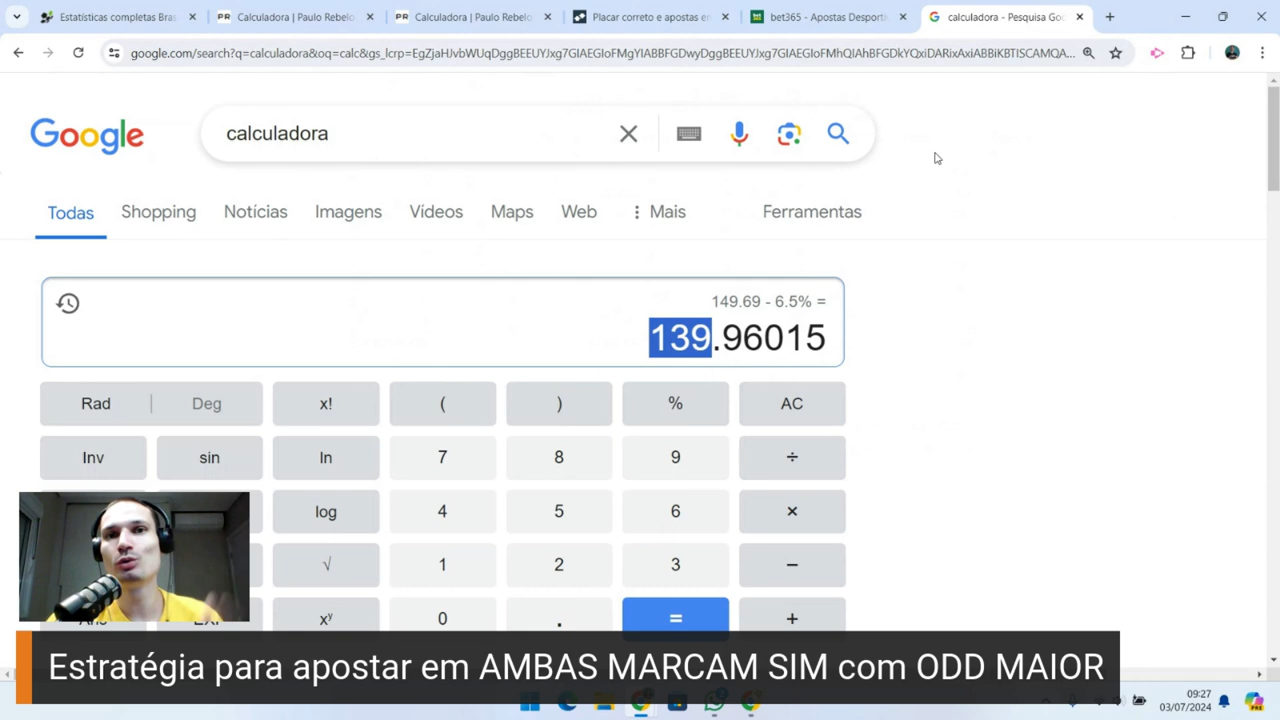 Estatísticas completas Bras
Calculadora | Paulo Rebelo
Calculadora | Paulo Rebelo
Placar correto e apostas em
bet365 - Apostas Desport
calculadora - Pesquisa Goo
google.com/search?q=calculadora&oq=calc&gs_lcrp=EgZjaHJvbWUqDggBEEUYJxg7GIAEGIoFMgYIABBFGDwyDggBEEUYJxg7GIAEGIoFMhQIAhBFGDkYQxiDARixAxiABBiKBTISCAMQA...
Google
calculadora
Todas
Shopping
Notícias
Imagens
Vídeos
Maps
Web
Mais
Ferramentas
149.69 - 6.5% =
139.96015
Rad
Deg
x!
(
)
%
AC
Inv
sin
ln
7
8
9
÷
log
4
5
6
×
√
1
2
3
−
xʸ
0
.
=
+
Estratégia para apostar em AMBAS MARCAM SIM com ODD MAIOR
09:27
03/07/2024